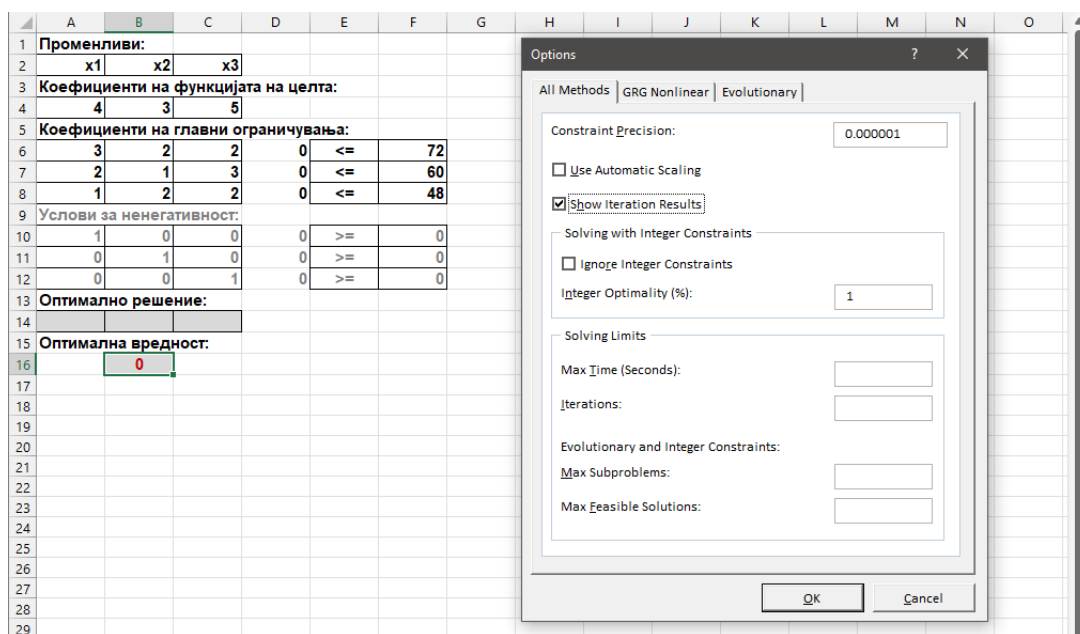 A B C D E F G H I J K L M N O
1 Променливи:
2 x1 x2 x3
3 Коефициенти на функцијата на целта:
4 4 3 5
5 Коефициенти на главни ограничувања:
6 3 2 2 0 <= 72
7 2 1 3 0 <= 60
8 1 2 2 0 <= 48
9 Услови за ненегативност:
10 1 0 0 0 >= 0
11 0 1 0 0 >= 0
12 0 0 1 0 >= 0
13 Оптимално решение:
14
15 Оптимална вредност:
16 0
17
18
19
20
21
22
23
24
25
26
27
28
29
Options ? ×
All Methods GRG Nonlinear Evolutionary
Constraint Precision: 0.000001
Use Automatic Scaling
Show Iteration Results
Solving with Integer Constraints
Ignore Integer Constraints
Integer Optimality (%): 1
Solving Limits
Max Time (Seconds):
Iterations:
Evolutionary and Integer Constraints:
Max Subproblems:
Max Feasible Solutions:
OK Cancel